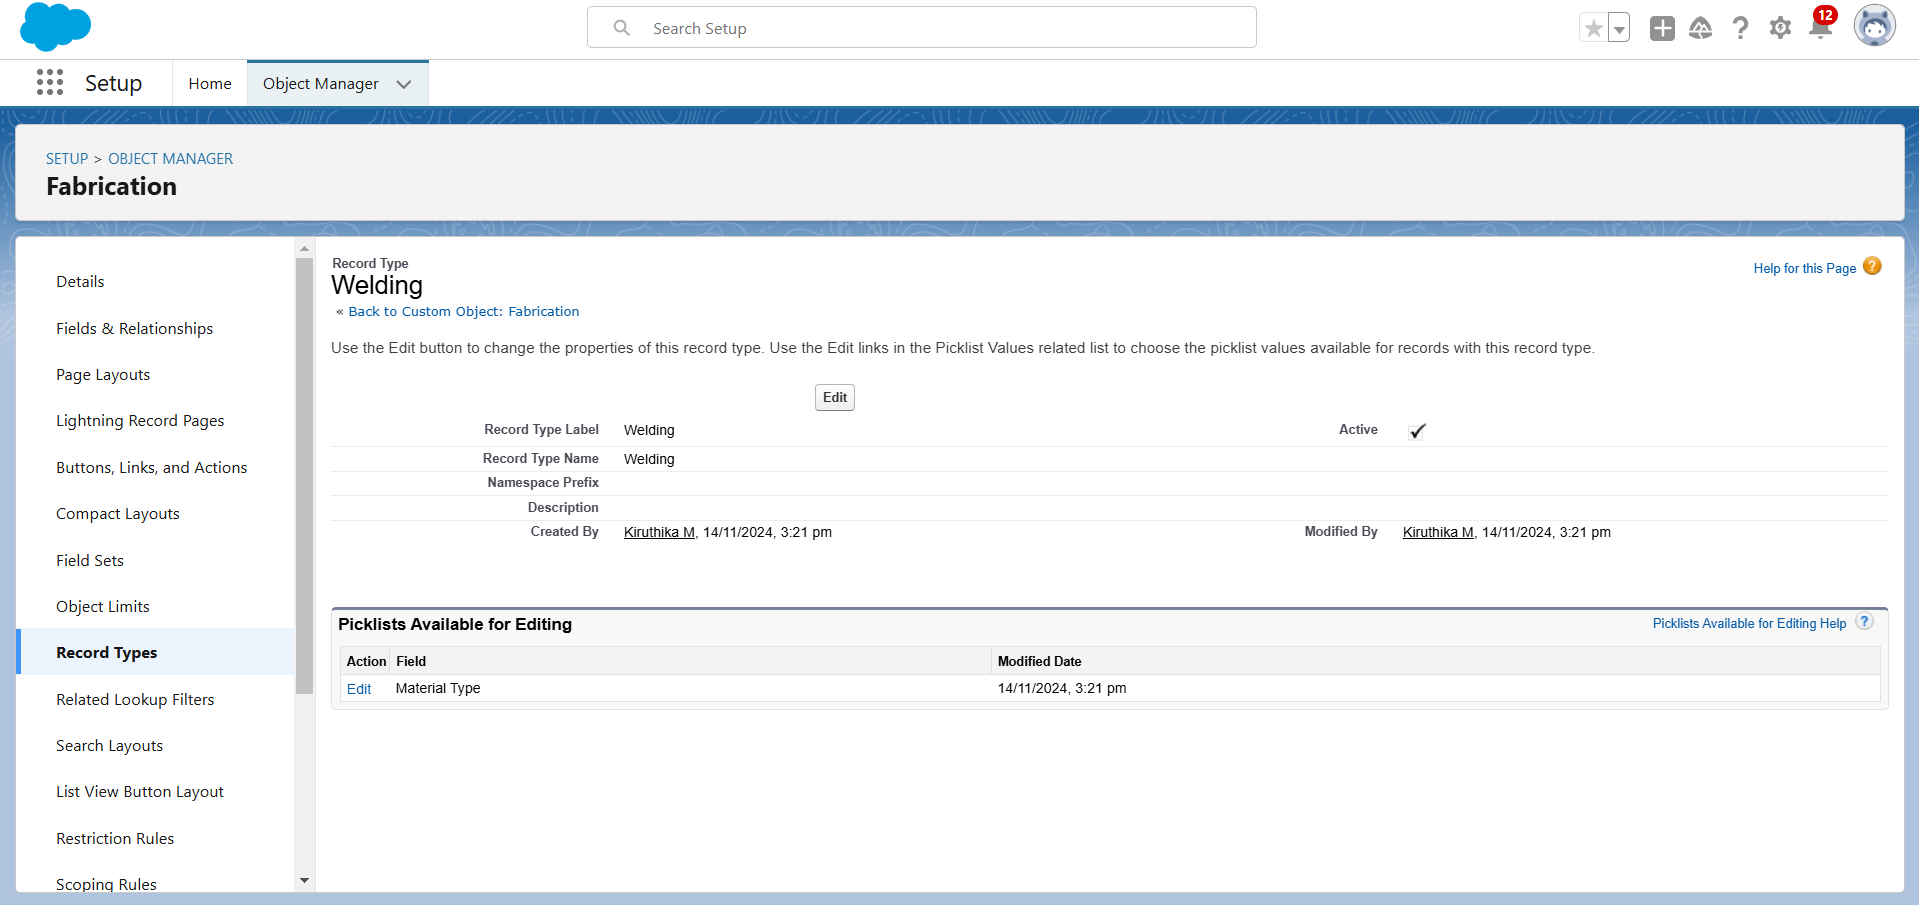 Search Setup
12
Setup
Home
Object Manager
SETUP > OBJECT MANAGER
Fabrication
Details
Fields & Relationships
Page Layouts
Lightning Record Pages
Buttons, Links, and Actions
Compact Layouts
Field Sets
Object Limits
Record Types
Related Lookup Filters
Search Layouts
List View Button Layout
Restriction Rules
Scoping Rules
Record Type
Welding
Help for this Page ?
« Back to Custom Object: Fabrication
Use the Edit button to change the properties of this record type. Use the Edit links in the Picklist Values related list to choose the picklist values available for records with this record type.
Edit
Record Type Label Welding Active
Record Type Name Welding
Namespace Prefix
Description
Created By Kiruthika M, 14/11/2024, 3:21 pm Modified By Kiruthika M, 14/11/2024, 3:21 pm
Picklists Available for Editing Picklists Available for Editing Help ?
Action Field Modified Date
Edit Material Type 14/11/2024, 3:21 pm